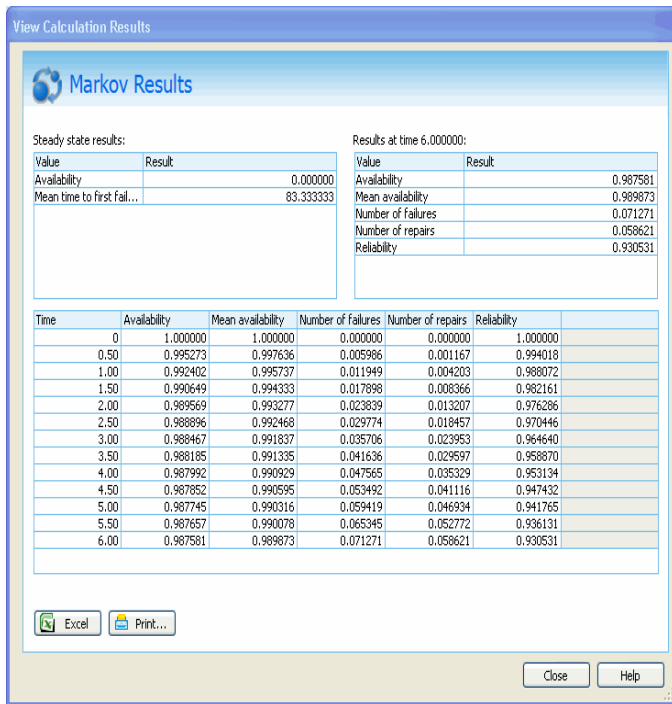 View Calculation Results
Markov Results
Steady state results:
Value Result
Availability 0.000000
Mean time to first fail... 83.333333
Results at time 6.000000:
Value Result
Availability 0.987581
Mean availability 0.989873
Number of failures 0.071271
Number of repairs 0.058621
Reliability 0.930531
Time Availability Mean availability Number of failures Number of repairs Reliability
0 1.000000 1.000000 0.000000 0.000000 1.000000
0.50 0.995273 0.997636 0.005986 0.001167 0.994018
1.00 0.992402 0.995737 0.011949 0.004203 0.988072
1.50 0.990649 0.994333 0.017898 0.008366 0.982161
2.00 0.989569 0.993277 0.023839 0.013207 0.976286
2.50 0.988896 0.992468 0.029774 0.018457 0.970446
3.00 0.988467 0.991837 0.035706 0.023953 0.964640
3.50 0.988185 0.991335 0.041636 0.029597 0.958870
4.00 0.987992 0.990929 0.047565 0.035329 0.953134
4.50 0.987852 0.990595 0.053492 0.041116 0.947432
5.00 0.987745 0.990316 0.059419 0.046934 0.941765
5.50 0.987657 0.990078 0.065345 0.052772 0.936131
6.00 0.987581 0.989873 0.071271 0.058621 0.930531
Excel Print...
Close Help